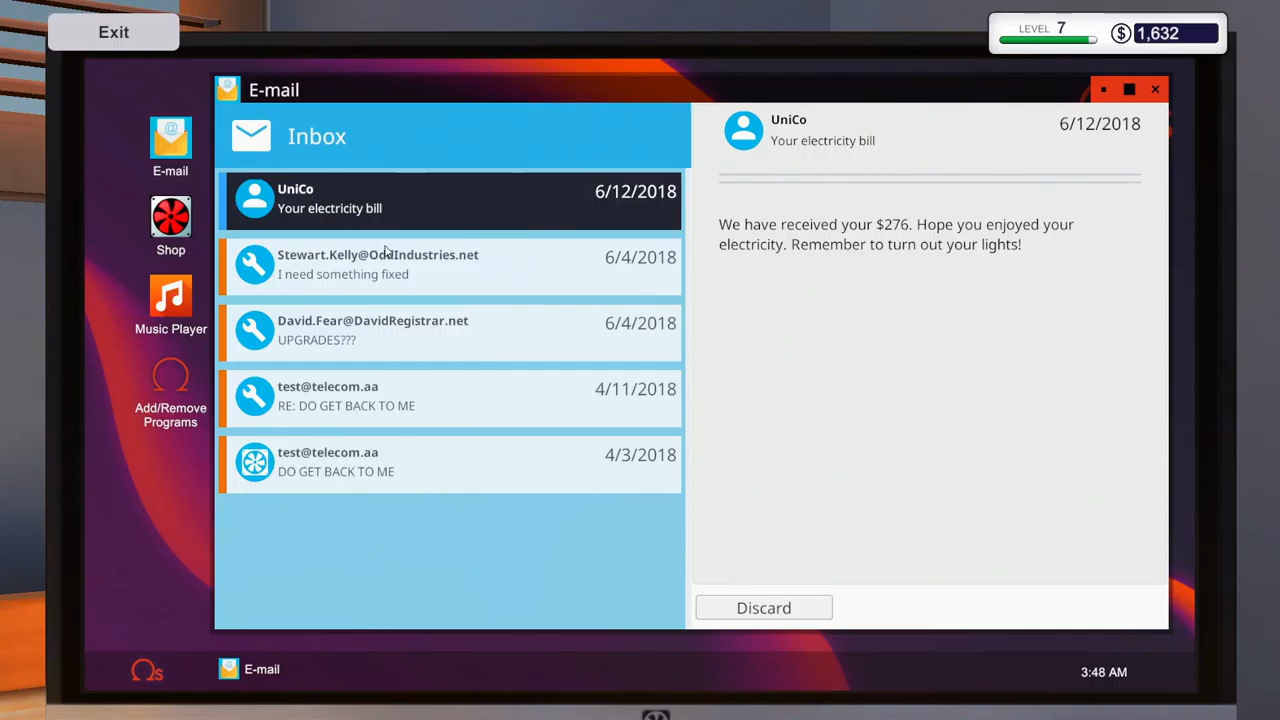 Exit
LEVEL 7
$ 1,632
E-mail
E-mail
Shop
Music Player
Add/Remove
Programs
Inbox
UniCo
6/12/2018
Your electricity bill
Stewart.Kelly@OddIndustries.net
6/4/2018
I need something fixed
David.Fear@DavidRegistrar.net
6/4/2018
UPGRADES???
test@telecom.aa
4/11/2018
RE: DO GET BACK TO ME
test@telecom.aa
4/3/2018
DO GET BACK TO ME
UniCo
6/12/2018
Your electricity bill
We have received your $276. Hope you enjoyed your
electricity. Remember to turn out your lights!
Discard
Ωs
E-mail
3:48 AM